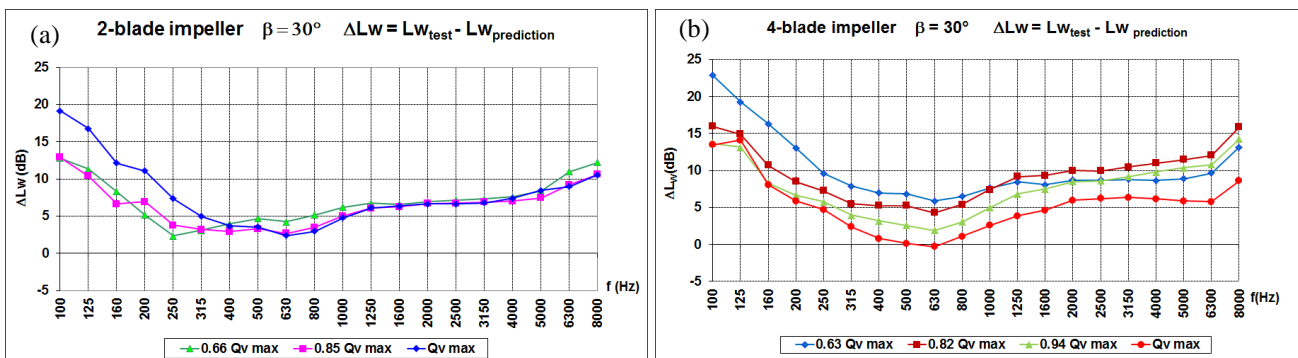 (a) 2-blade impeller β = 30° ΔLw = Lwtest - Lwprediction
ΔLw (dB)
25
20
15
10
5
0
-5
f (Hz)
100 125 160 200 250 315 400 500 630 800 1000 1250 1600 2000 2500 3150 4000 5000 6300 8000
0.66 Qv max 0.85 Qv max Qv max
(b) 4-blade impeller β = 30° ΔLw = Lwtest - Lw prediction
ΔLw(dB)
25
20
15
10
5
0
-5
f(Hz)
100 125 160 200 250 315 400 500 630 800 1000 1250 1600 2000 2500 3150 4000 5000 6300 8000
0.63 Qv max 0.82 Qv max 0.94 Qv max Qv max